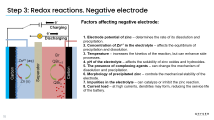 Step 3: Redox reactions. Negative electrode
Factors affecting negative electrode:
Charging
Discharging
1. Electrode potential of zinc – determines the rate of its dissolution and
precipitation.
2. Concentration of Zn²⁺ in the electrolyte – affects the equilibrium of
precipitation and dissolution.
3. Temperature – increases the kinetics of the reaction, but can enhance side
processes.
4. pH of the electrolyte – affects the solubility of zinc oxides and hydroxides.
5. The presence of complexing agents – can change the mechanism of
dissolution and precipitation.
6. Morphology of precipitated zinc – controls the mechanical stability of the
electrode.
7. Impurities in the electrolyte – can catalyze or inhibit the zinc reaction.
8. Current load – at high currents, dendrites may form, reducing the service life
of the battery.